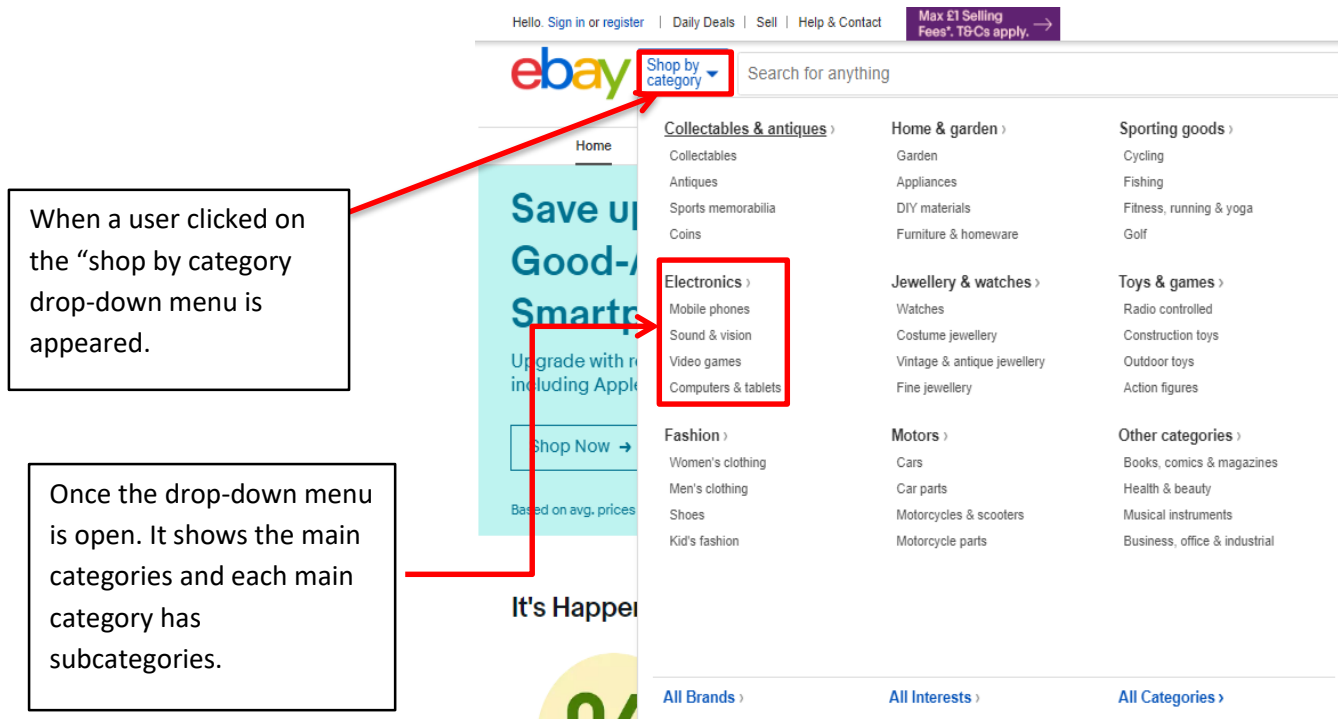 Hello. Sign in or register | Daily Deals | Sell | Help & Contact
Max £1 Selling
Fees*. T&Cs apply. →
ebay
Shop by
category
Search for anything
Home
Save up
Good-
Smartp
Upgrade with
including Apple
Shop Now →
Based on avg. prices
It's Happe
Collectables & antiques ›
Collectables
Antiques
Sports memorabilia
Coins
Home & garden ›
Garden
Appliances
DIY materials
Furniture & homeware
Sporting goods ›
Cycling
Fishing
Fitness, running & yoga
Golf
Electronics ›
Mobile phones
Sound & vision
Video games
Computers & tablets
Jewellery & watches ›
Watches
Costume jewellery
Vintage & antique jewellery
Fine jewellery
Toys & games ›
Radio controlled
Construction toys
Outdoor toys
Action figures
Fashion ›
Women's clothing
Men's clothing
Shoes
Kid's fashion
Motors ›
Cars
Car parts
Motorcycles & scooters
Motorcycle parts
Other categories ›
Books, comics & magazines
Health & beauty
Musical instruments
Business, office & industrial
All Brands ›
All Interests ›
All Categories ›
When a user clicked on
the “shop by category
drop-down menu is
appeared.
Once the drop-down menu
is open. It shows the main
categories and each main
category has
subcategories.